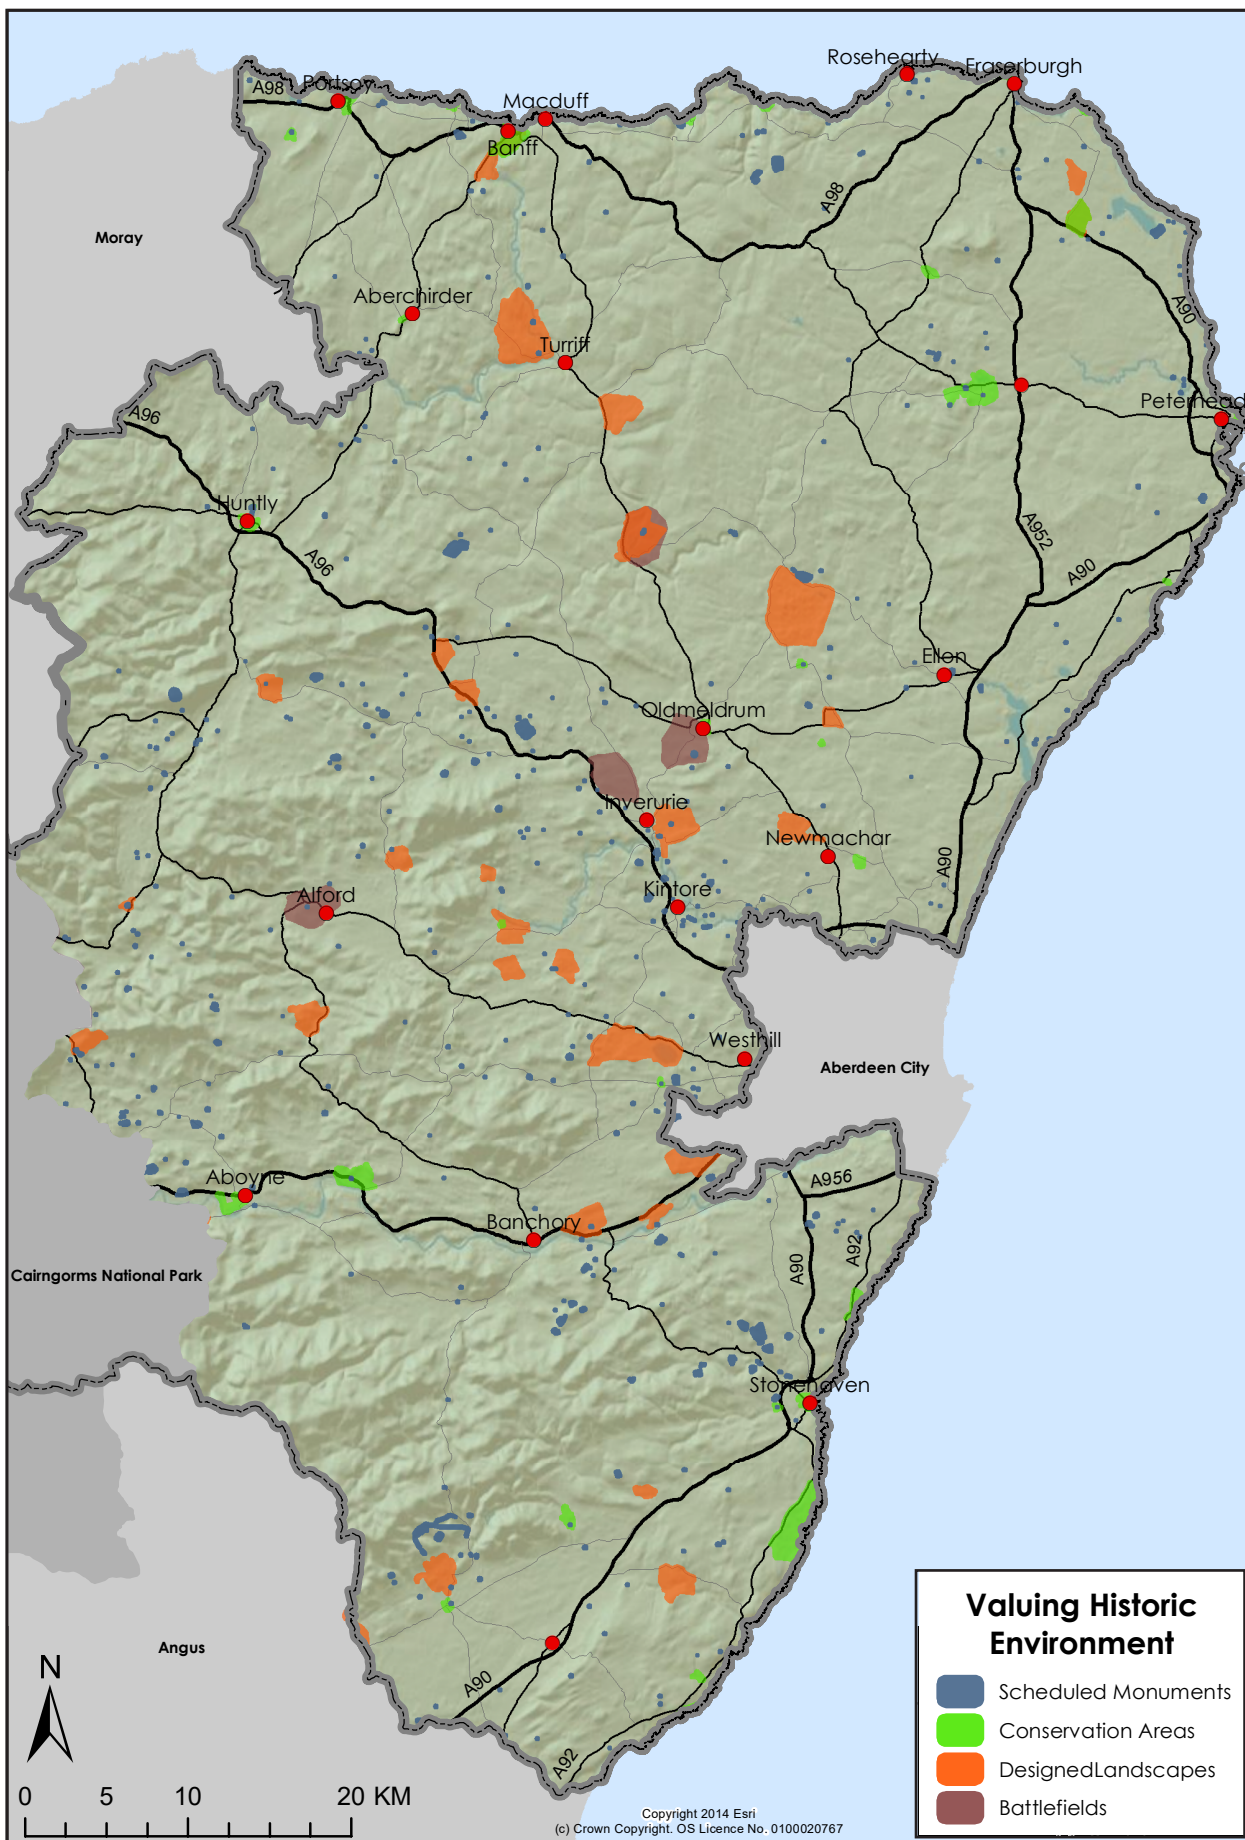 Rosehearty
Fraserburgh
Portsoy
A98
Macduff
Banff
A98
Moray
Aberchirder
A90
Turriff
Peterhead
A96
Huntly
A952
A96
A90
Ellon
Oldmeldrum
Inverurie
Newmachar
A90
Kintore
Alford
Westhill
Aberdeen City
Aboyne
A956
Banchory
A92
A90
Cairngorms National Park
Stonehaven
Angus
A90
A92
N
0 5 10 20 KM
Valuing Historic
Environment
Scheduled Monuments
Conservation Areas
DesignedLandscapes
Battlefields
Copyright 2014 Esri
(c) Crown Copyright. OS Licence No. 0100020767